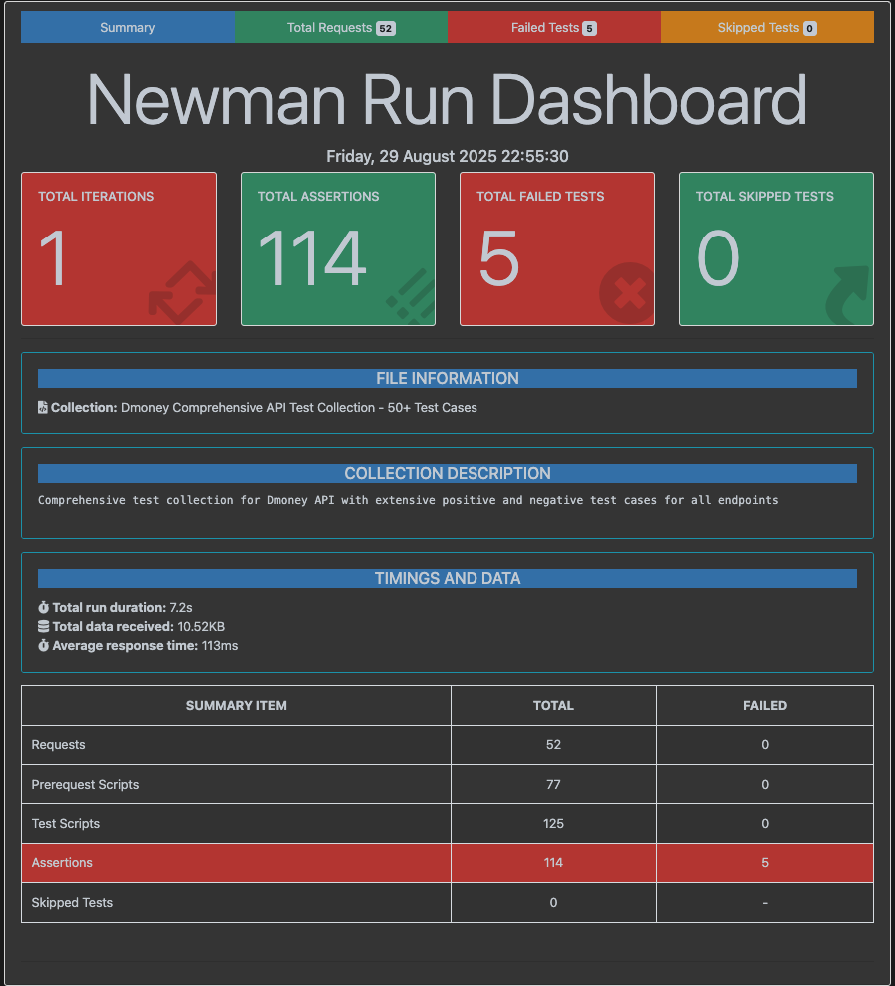 Summary
Total Requests 52
Failed Tests 5
Skipped Tests 0
Newman Run Dashboard
Friday, 29 August 2025 22:55:30
TOTAL ITERATIONS
1
TOTAL ASSERTIONS
114
TOTAL FAILED TESTS
5
TOTAL SKIPPED TESTS
0
FILE INFORMATION
Collection: Dmoney Comprehensive API Test Collection - 50+ Test Cases
COLLECTION DESCRIPTION
Comprehensive test collection for Dmoney API with extensive positive and negative test cases for all endpoints
TIMINGS AND DATA
Total run duration: 7.2s
Total data received: 10.52KB
Average response time: 113ms
SUMMARY ITEM TOTAL FAILED
Requests 52 0
Prerequest Scripts 77 0
Test Scripts 125 0
Assertions 114 5
Skipped Tests 0 -